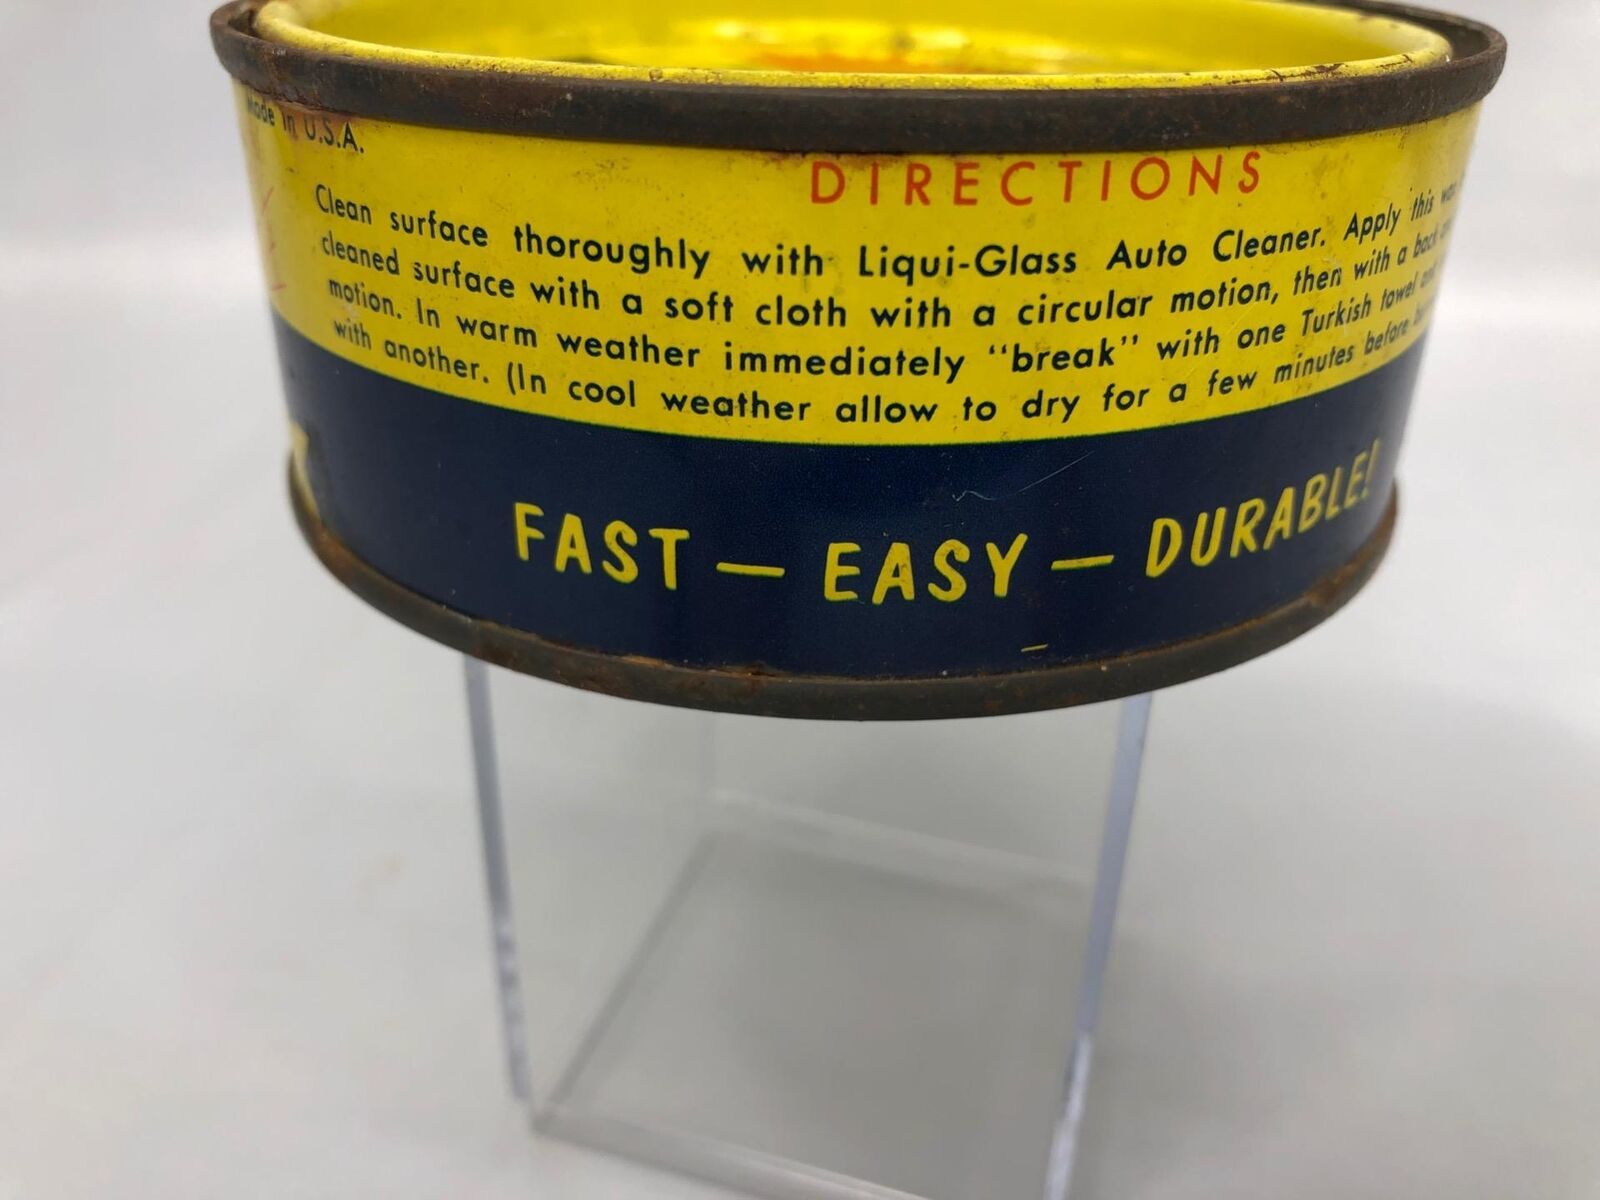 Made in U.S.A.
DIRECTIONS
Clean surface thoroughly with Liqui-Glass Auto Cleaner. Apply this
cleaned surface with a soft cloth with a circular motion, then with a back
motion. In warm weather immediately "break" with one Turkish towel and
with another. (In cool weather allow to dry for a few minutes before
FAST — EASY — DURABLE!